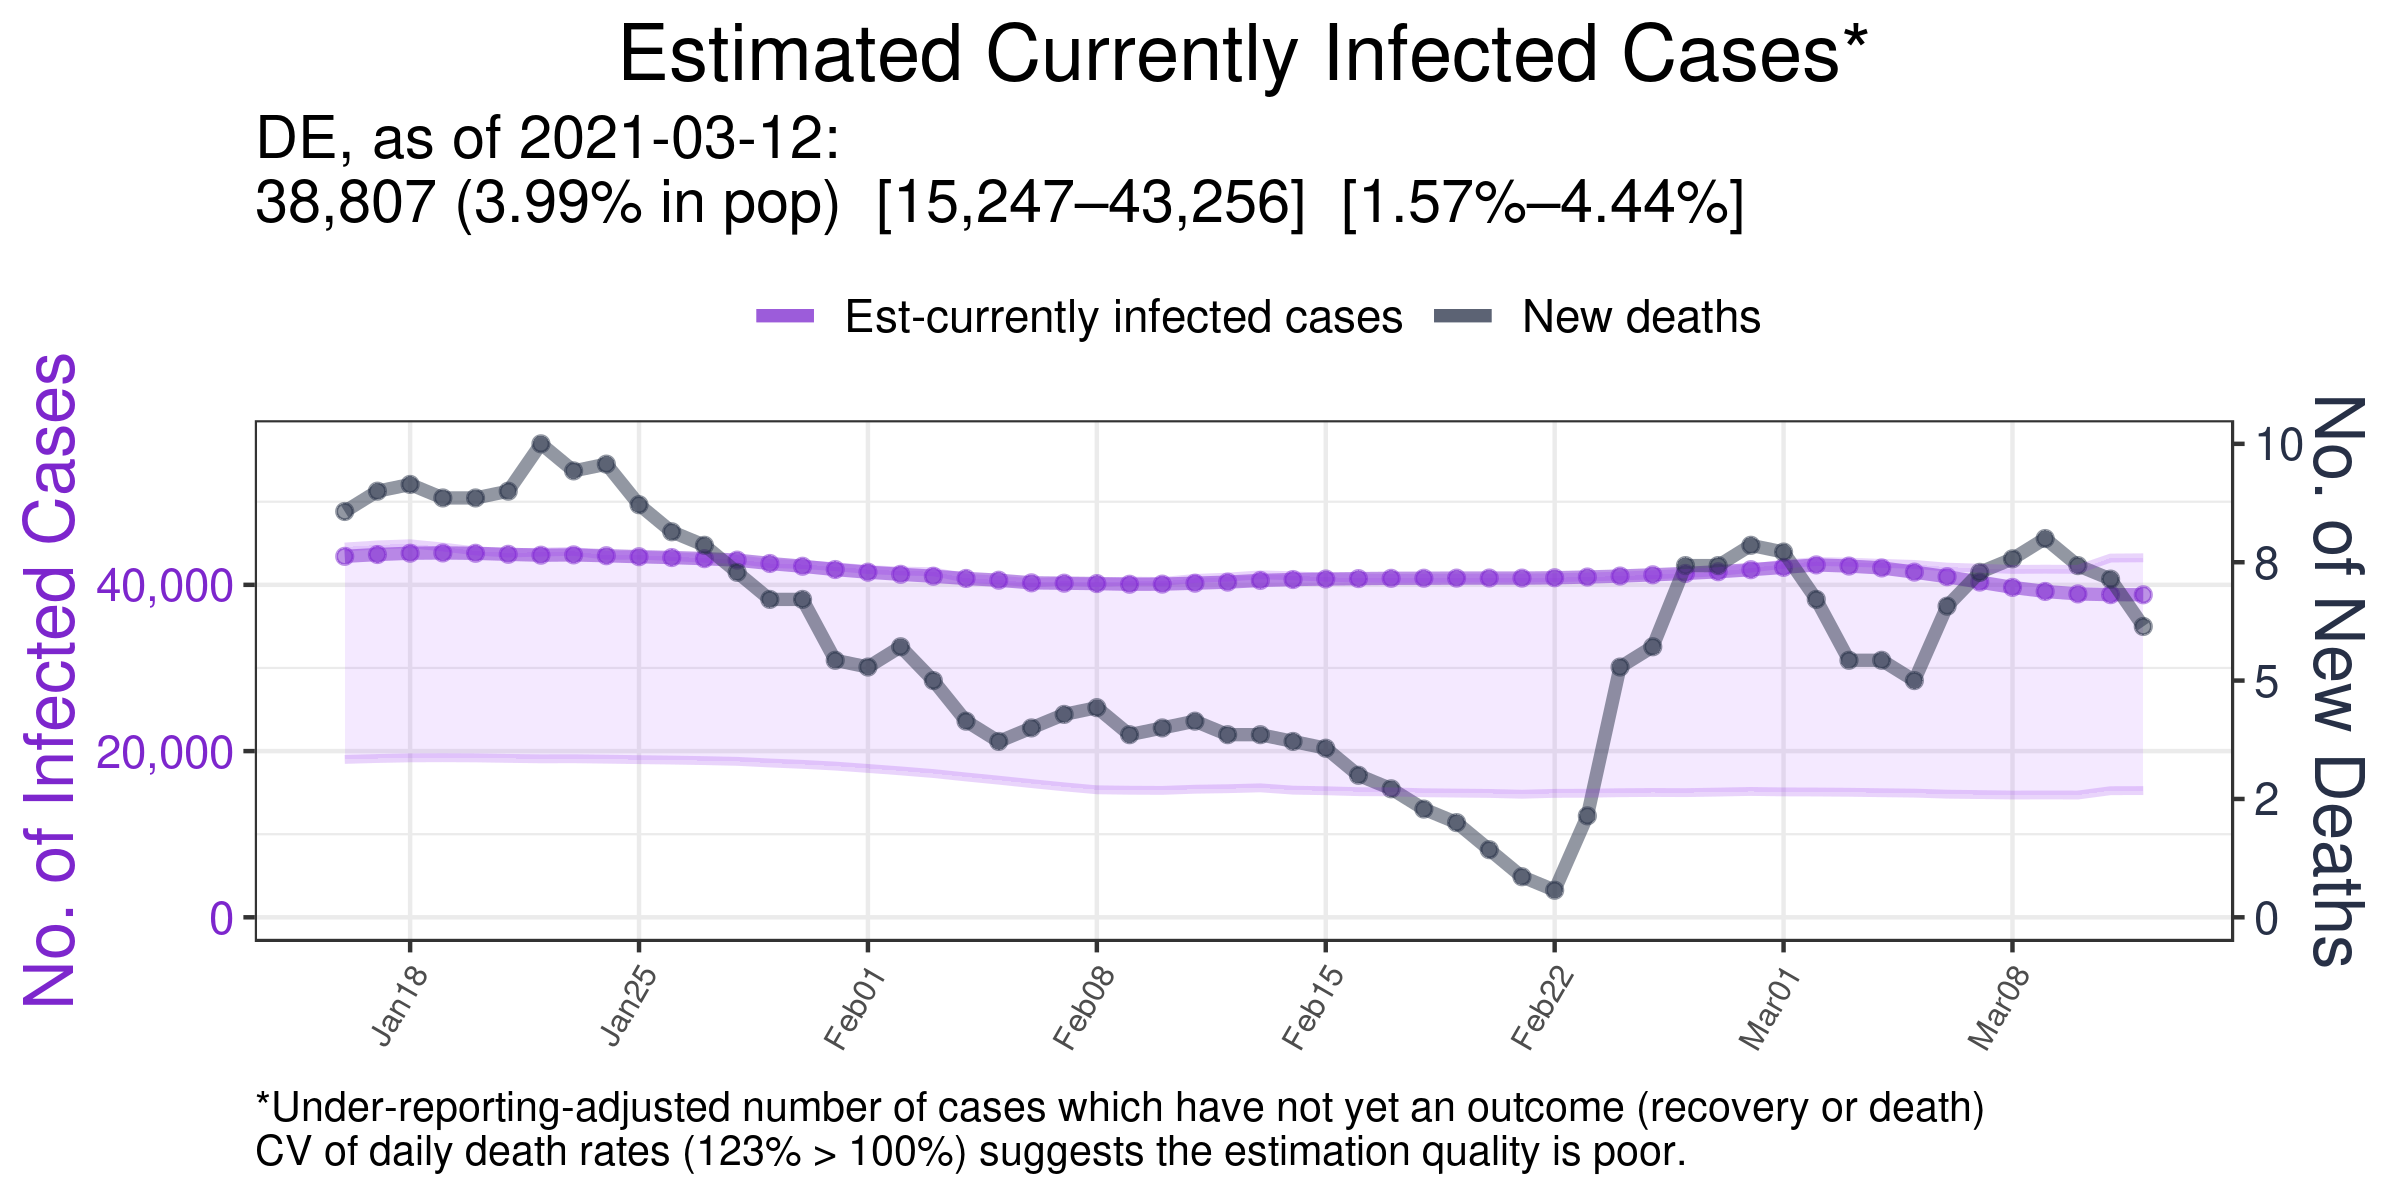 Estimated Currently Infected Cases*
DE, as of 2021-03-12:
38,807 (3.99% in pop)  [15,247–43,256]  [1.57%–4.44%]
Est-currently infected cases
New deaths
No. of Infected Cases
40,000
20,000
0
10
8
5
2
0
No. of New Deaths
Jan18
Jan25
Feb01
Feb08
Feb15
Feb22
Mar01
Mar08
*Under-reporting-adjusted number of cases which have not yet an outcome (recovery or death)
CV of daily death rates (123% > 100%) suggests the estimation quality is poor.